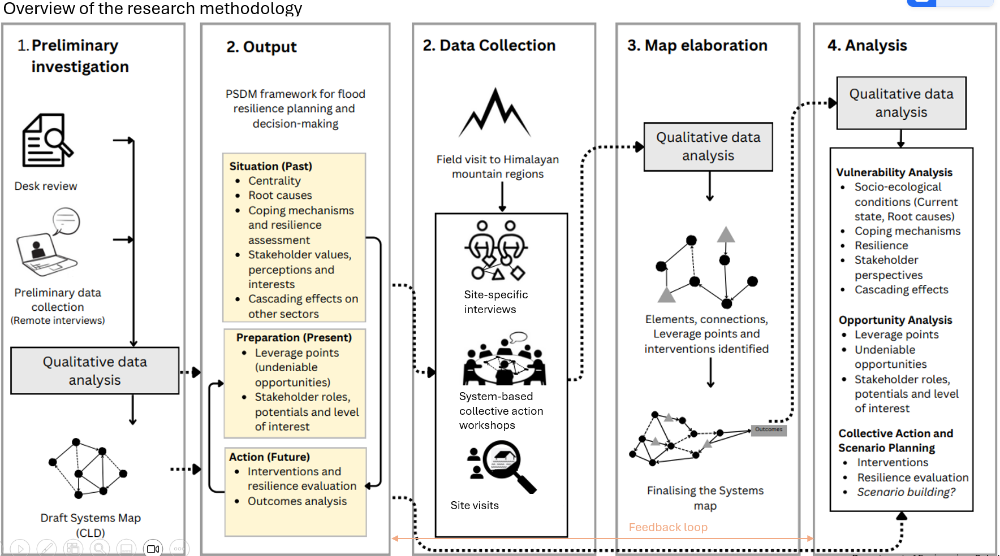 Overview of the research methodology
1. Preliminary
investigation
Desk review
Preliminary data
collection
(Remote interviews)
Qualitative data
analysis
Draft Systems Map
(CLD)
2. Output
PSDM framework for flood
resilience planning and
decision-making
Situation (Past)
• Centrality
• Root causes
• Coping mechanisms
and resilience
assessment
• Stakeholder values,
perceptions and
interests
• Cascading effects on
other sectors
Preparation (Present)
• Leverage points
(undeniable
opportunities)
• Stakeholder roles,
potentials and level
of interest
Action (Future)
• Interventions and
resilience evaluation
• Outcomes analysis
2. Data Collection
Field visit to Himalayan
mountain regions
Site-specific
interviews
System-based
collective action
workshops
Site visits
3. Map elaboration
Qualitative data
analysis
Elements, connections,
Leverage points and
interventions identified
Outcomes
Finalising the Systems
map
Feedback loop
4. Analysis
Qualitative data
analysis
Vulnerability Analysis
• Socio-ecological
conditions (Current
state, Root causes)
• Coping mechanisms
• Resilience
• Stakeholder
perspectives
• Cascading effects
Opportunity Analysis
• Leverage points
• Undeniable
opportunities
• Stakeholder roles,
potentials and level
of interest
Collective Action and
Scenario Planning
• Interventions
• Resilience evaluation
• Scenario building?